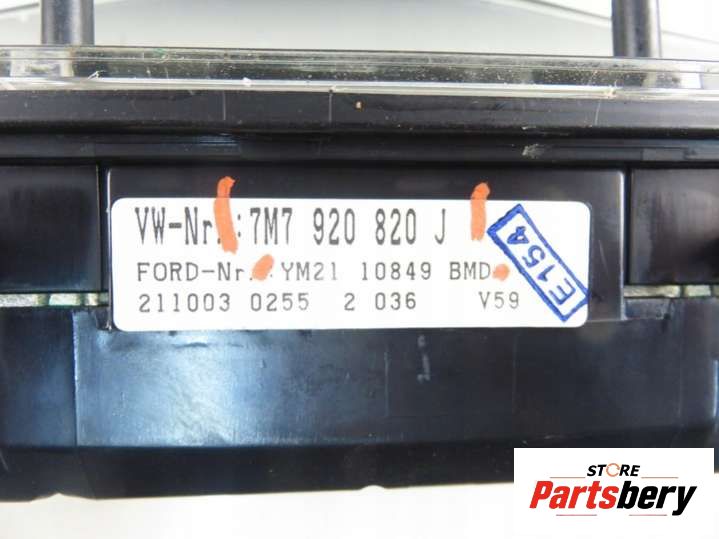 VW-Nr.:7M7 920 820 J
FORD-Nr.:YM21 10849 BMD
211003 0255 2 036 V59
E154
STORE
Partsbery